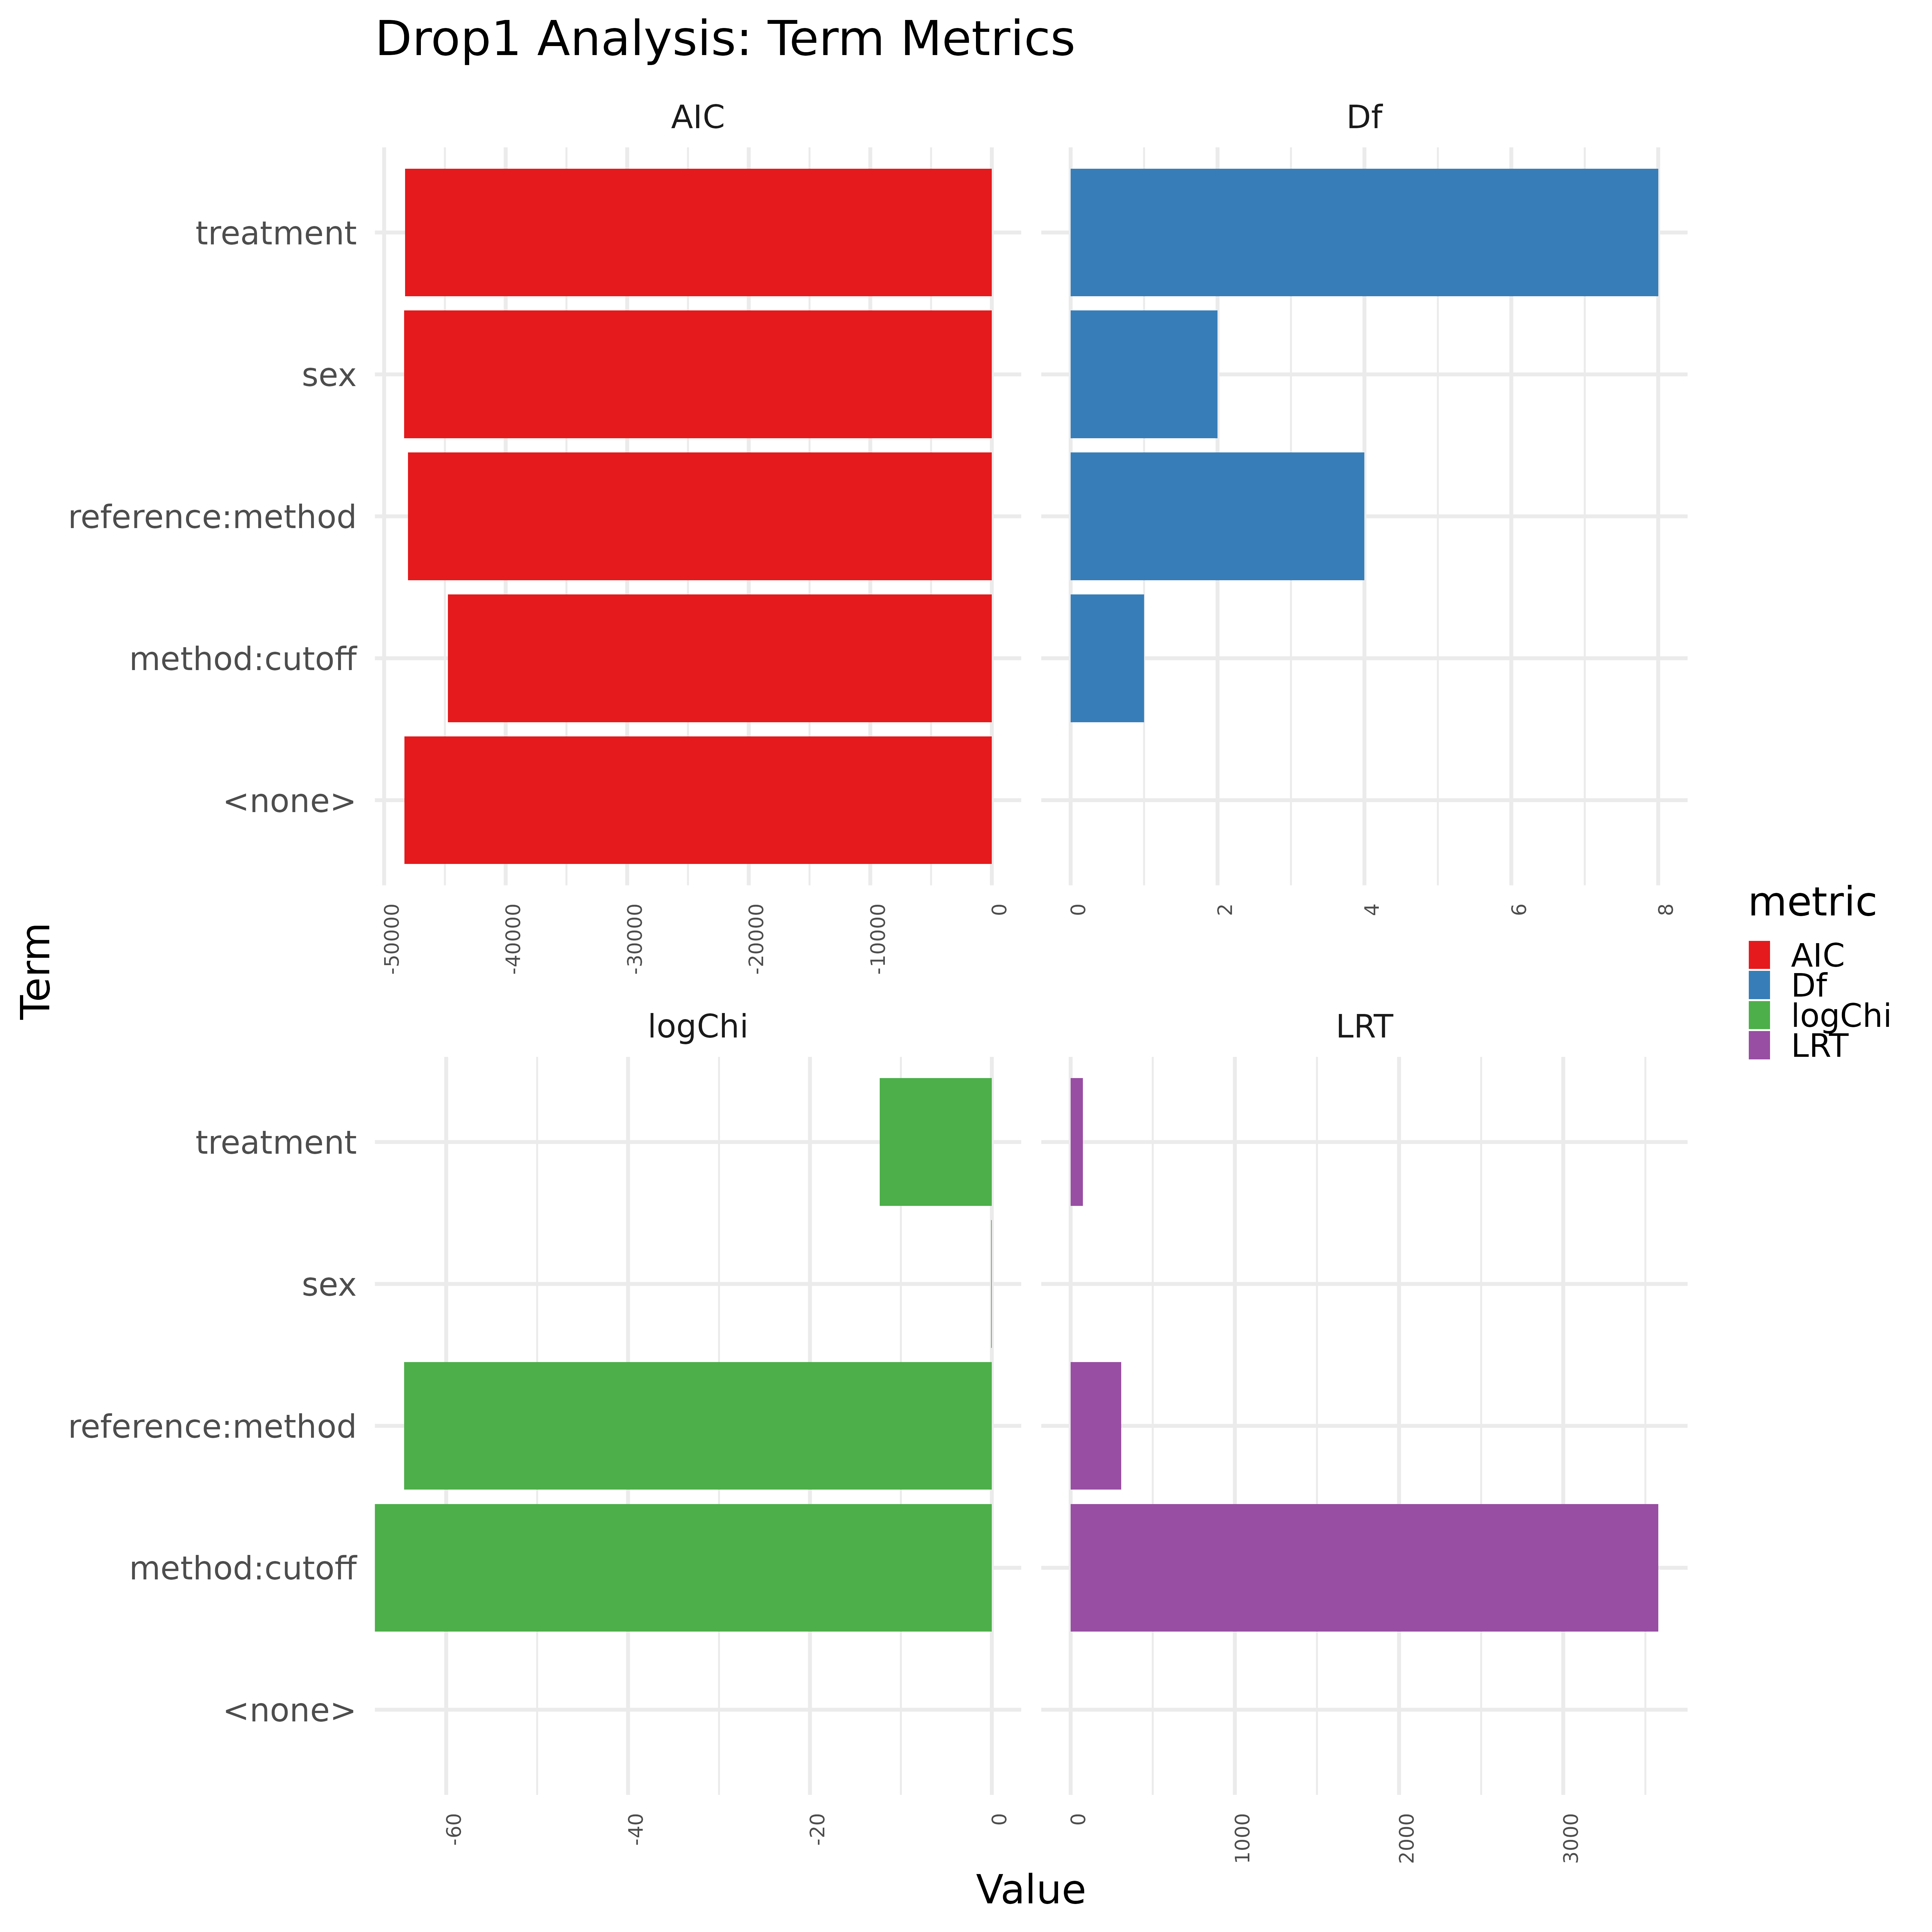 Drop1 Analysis: Term Metrics
AIC
Df
treatment
sex
reference:method
method:cutoff
<none>
-50000
-40000
-30000
-20000
-10000
0
0
2
4
6
8
Term
metric
AIC
Df
logChi
LRT
logChi
LRT
treatment
sex
reference:method
method:cutoff
<none>
-60
-40
-20
0
0
1000
2000
3000
Value